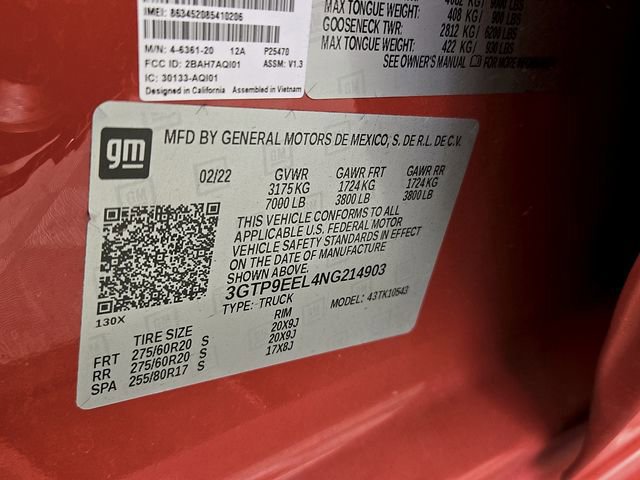 IMEI: 863452085410206
M/N: 4-6361-20 12A P25470
FCC ID: 2BAH7AQI01 ASSM: V1.3
IC: 30133-AQI01
Designed in California Assembled in Vietnam
MAX TONGUE WEIGHT: 408 KG/ 900 LBS
GOOSENECK TWR: 2812 KG/ 6200 LBS
MAX TONGUE WEIGHT: 422 KG/ 930 LBS
SEE OWNER'S MANUAL FOR MORE INFORMATION
gm
MFD BY GENERAL MOTORS DE MEXICO, S. DE R.L. DE C.V.
02/22 GVWR GAWR FRT GAWR RR
3175 KG 1724 KG 1724 KG
7000 LB 3800 LB 3800 LB
THIS VEHICLE CONFORMS TO ALL
APPLICABLE U.S. FEDERAL MOTOR
VEHICLE SAFETY STANDARDS IN EFFECT
ON THE DATE OF MANUFACTURE
SHOWN ABOVE.
3GTP9EEL4NG214903
TYPE: TRUCK MODEL: 43TK10543
130X
TIRE SIZE RIM
FRT 275/60R20 S 20X9J
RR 275/60R20 S 20X9J
SPA 255/80R17 S 17X8J